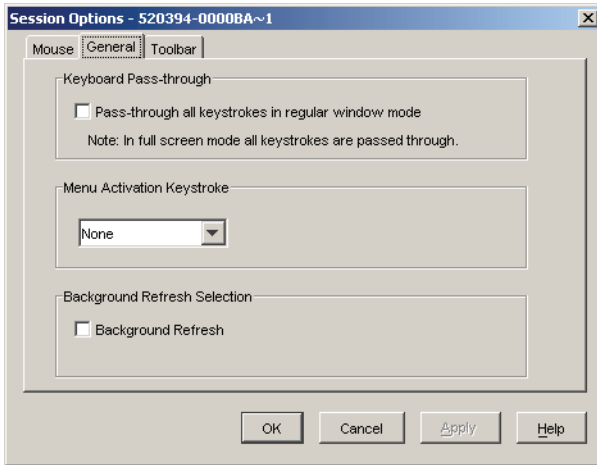 Session Options - 520394-0000BA~1
Mouse General Toolbar
Keyboard Pass-through
Pass-through all keystrokes in regular window mode
Note: In full screen mode all keystrokes are passed through.
Menu Activation Keystroke
None
Background Refresh Selection
Background Refresh
OK Cancel Apply Help